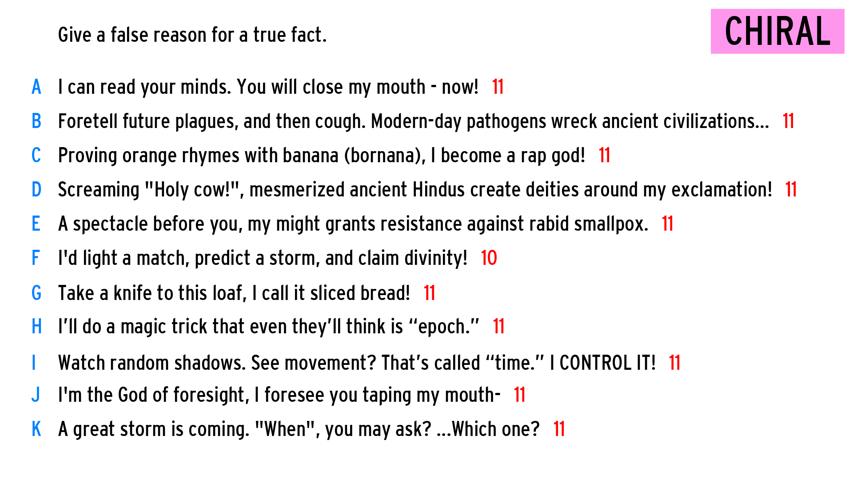 Give a false reason for a true fact.
CHIRAL
A I can read your minds. You will close my mouth - now! 11
B Foretell future plagues, and then cough. Modern-day pathogens wreck ancient civilizations... 11
C Proving orange rhymes with banana (bornana), I become a rap god! 11
D Screaming "Holy cow!", mesmerized ancient Hindus create deities around my exclamation! 11
E A spectacle before you, my might grants resistance against rabid smallpox. 11
F I'd light a match, predict a storm, and claim divinity! 10
G Take a knife to this loaf, I call it sliced bread! 11
H I’ll do a magic trick that even they’ll think is “epoch.” 11
I Watch random shadows. See movement? That’s called “time.” I CONTROL IT! 11
J I'm the God of foresight, I foresee you taping my mouth- 11
K A great storm is coming. "When", you may ask? ...Which one? 11